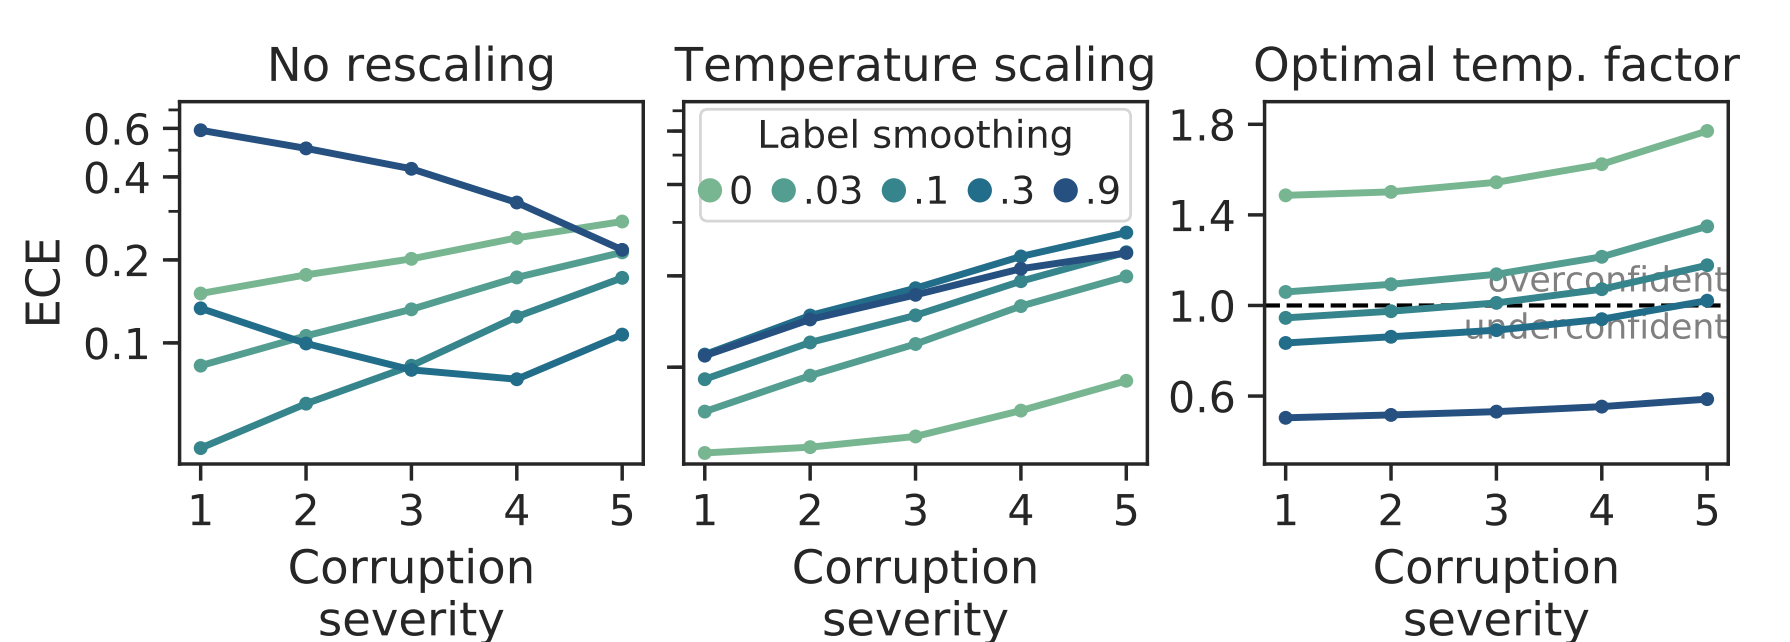 No rescaling
Temperature scaling
Optimal temp. factor
ECE
0.6
0.4
0.2
0.1
1 2 3 4 5
Corruption
severity
Label smoothing
0 .03 .1 .3 .9
1 2 3 4 5
Corruption
severity
1.8
1.4
1.0
0.6
overconfident
underconfident
1 2 3 4 5
Corruption
severity